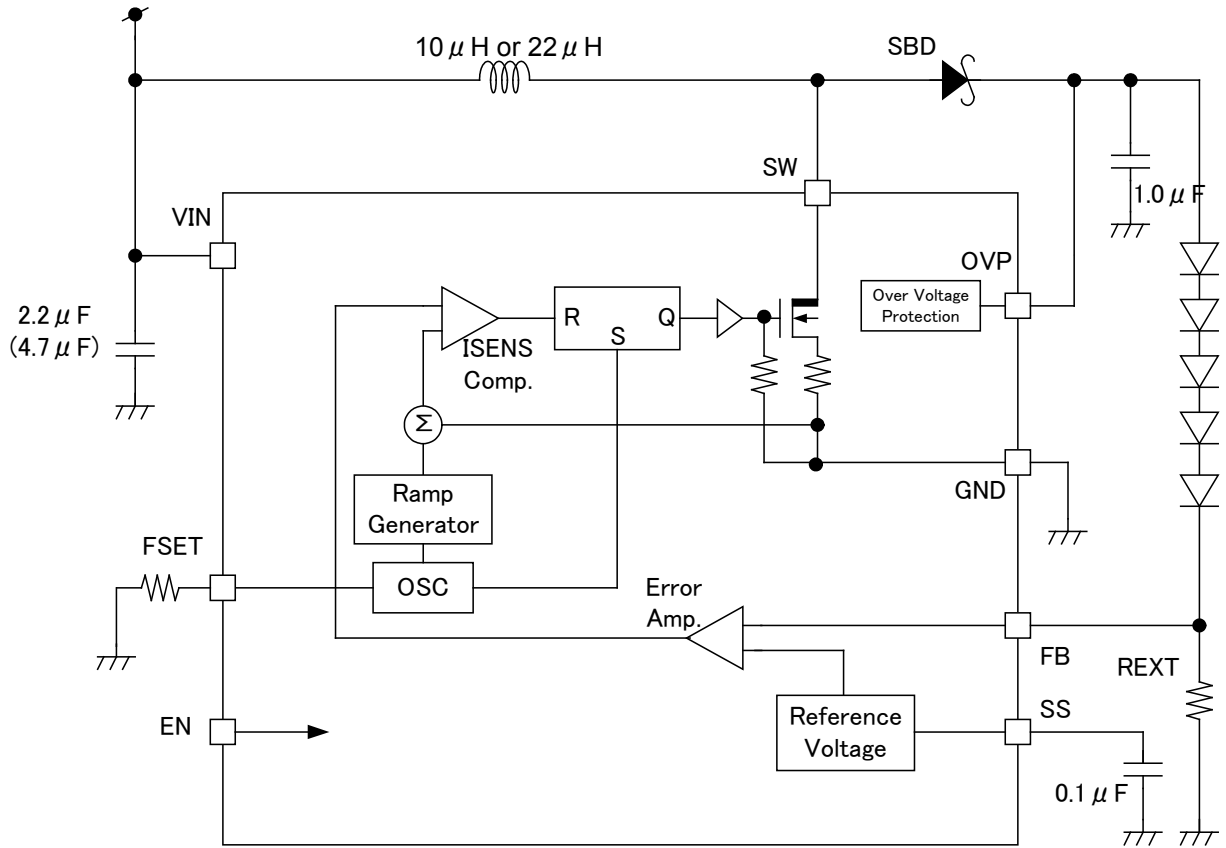 10μH or 22μH
SBD
SW
1.0μF
VIN
OVP
2.2μF
(4.7μF)
Over Voltage
Protection
R
Q
S
ISENS
Comp.
Σ
GND
Ramp
Generator
FSET
OSC
Error
Amp.
FB
REXT
EN
SS
Reference
Voltage
0.1μF